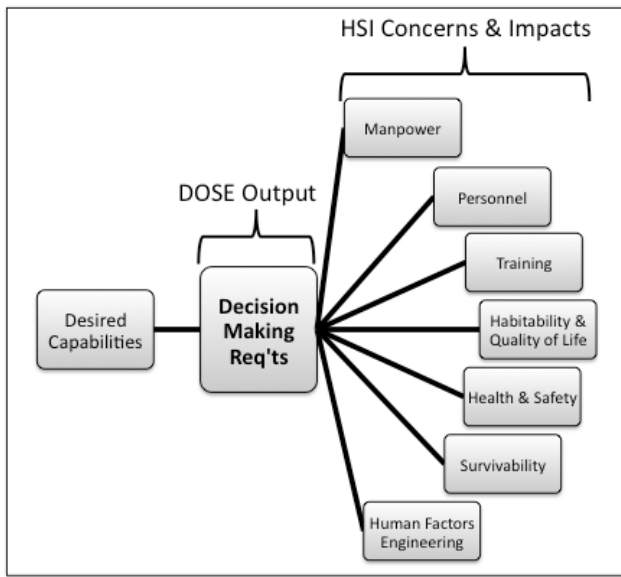 HSI Concerns & Impacts
Manpower
DOSE Output
Personnel
Training
Desired
Capabilities
Decision
Making
Req'ts
Habitability &
Quality of Life
Health & Safety
Survivability
Human Factors
Engineering